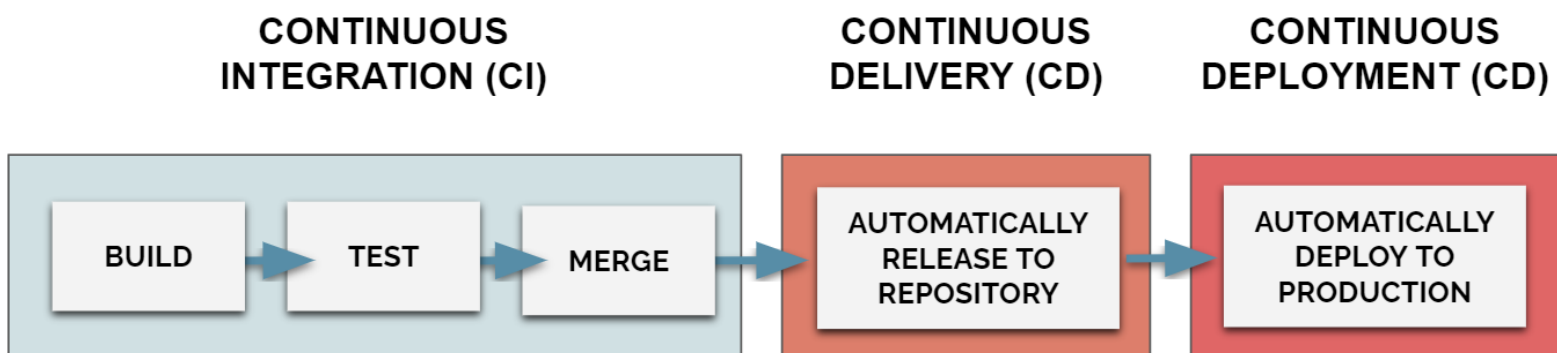 CONTINUOUS
INTEGRATION (CI)
CONTINUOUS
DELIVERY (CD)
CONTINUOUS
DEPLOYMENT (CD)
BUILD
TEST
MERGE
AUTOMATICALLY
RELEASE TO
REPOSITORY
AUTOMATICALLY
DEPLOY TO
PRODUCTION